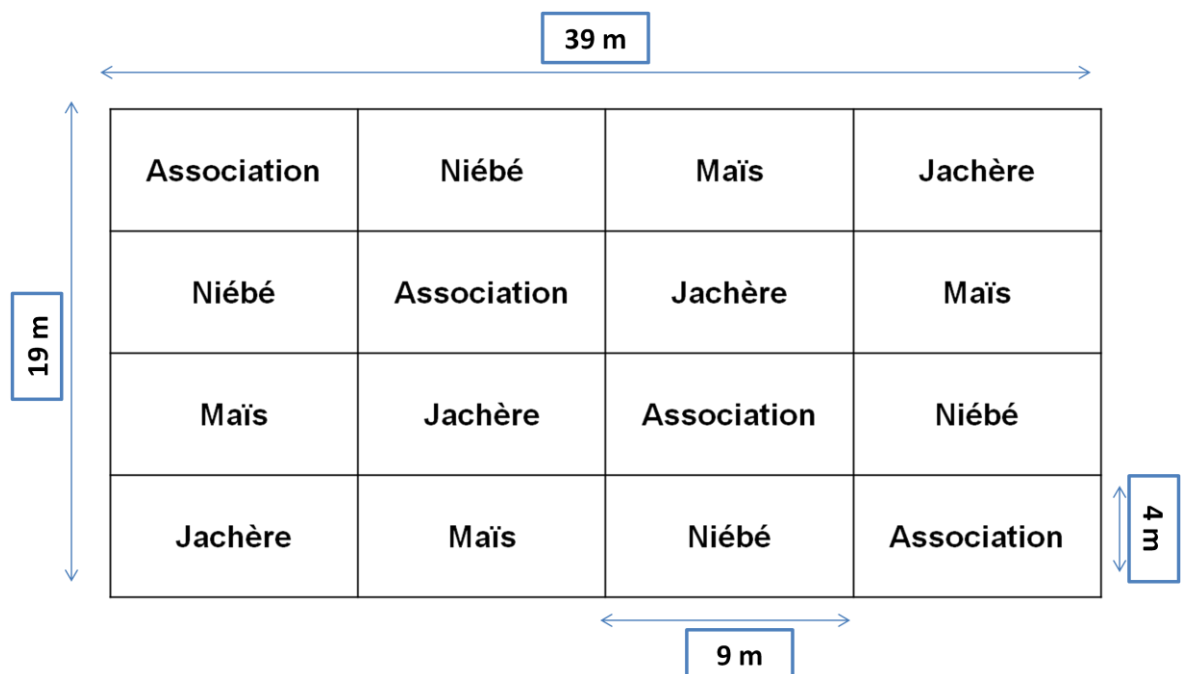 39 m
Association Niébé Maïs Jachère
Niébé Association Jachère Maïs
19 m
Maïs Jachère Association Niébé
Jachère Maïs Niébé Association
4 m
9 m